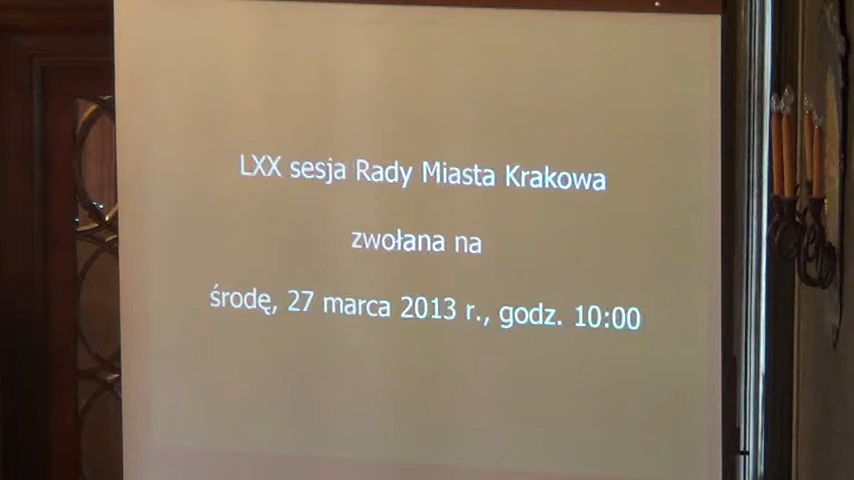 LXX sesja Rady Miasta Krakowa
zwołana na
środę, 27 marca 2013 r., godz. 10:00